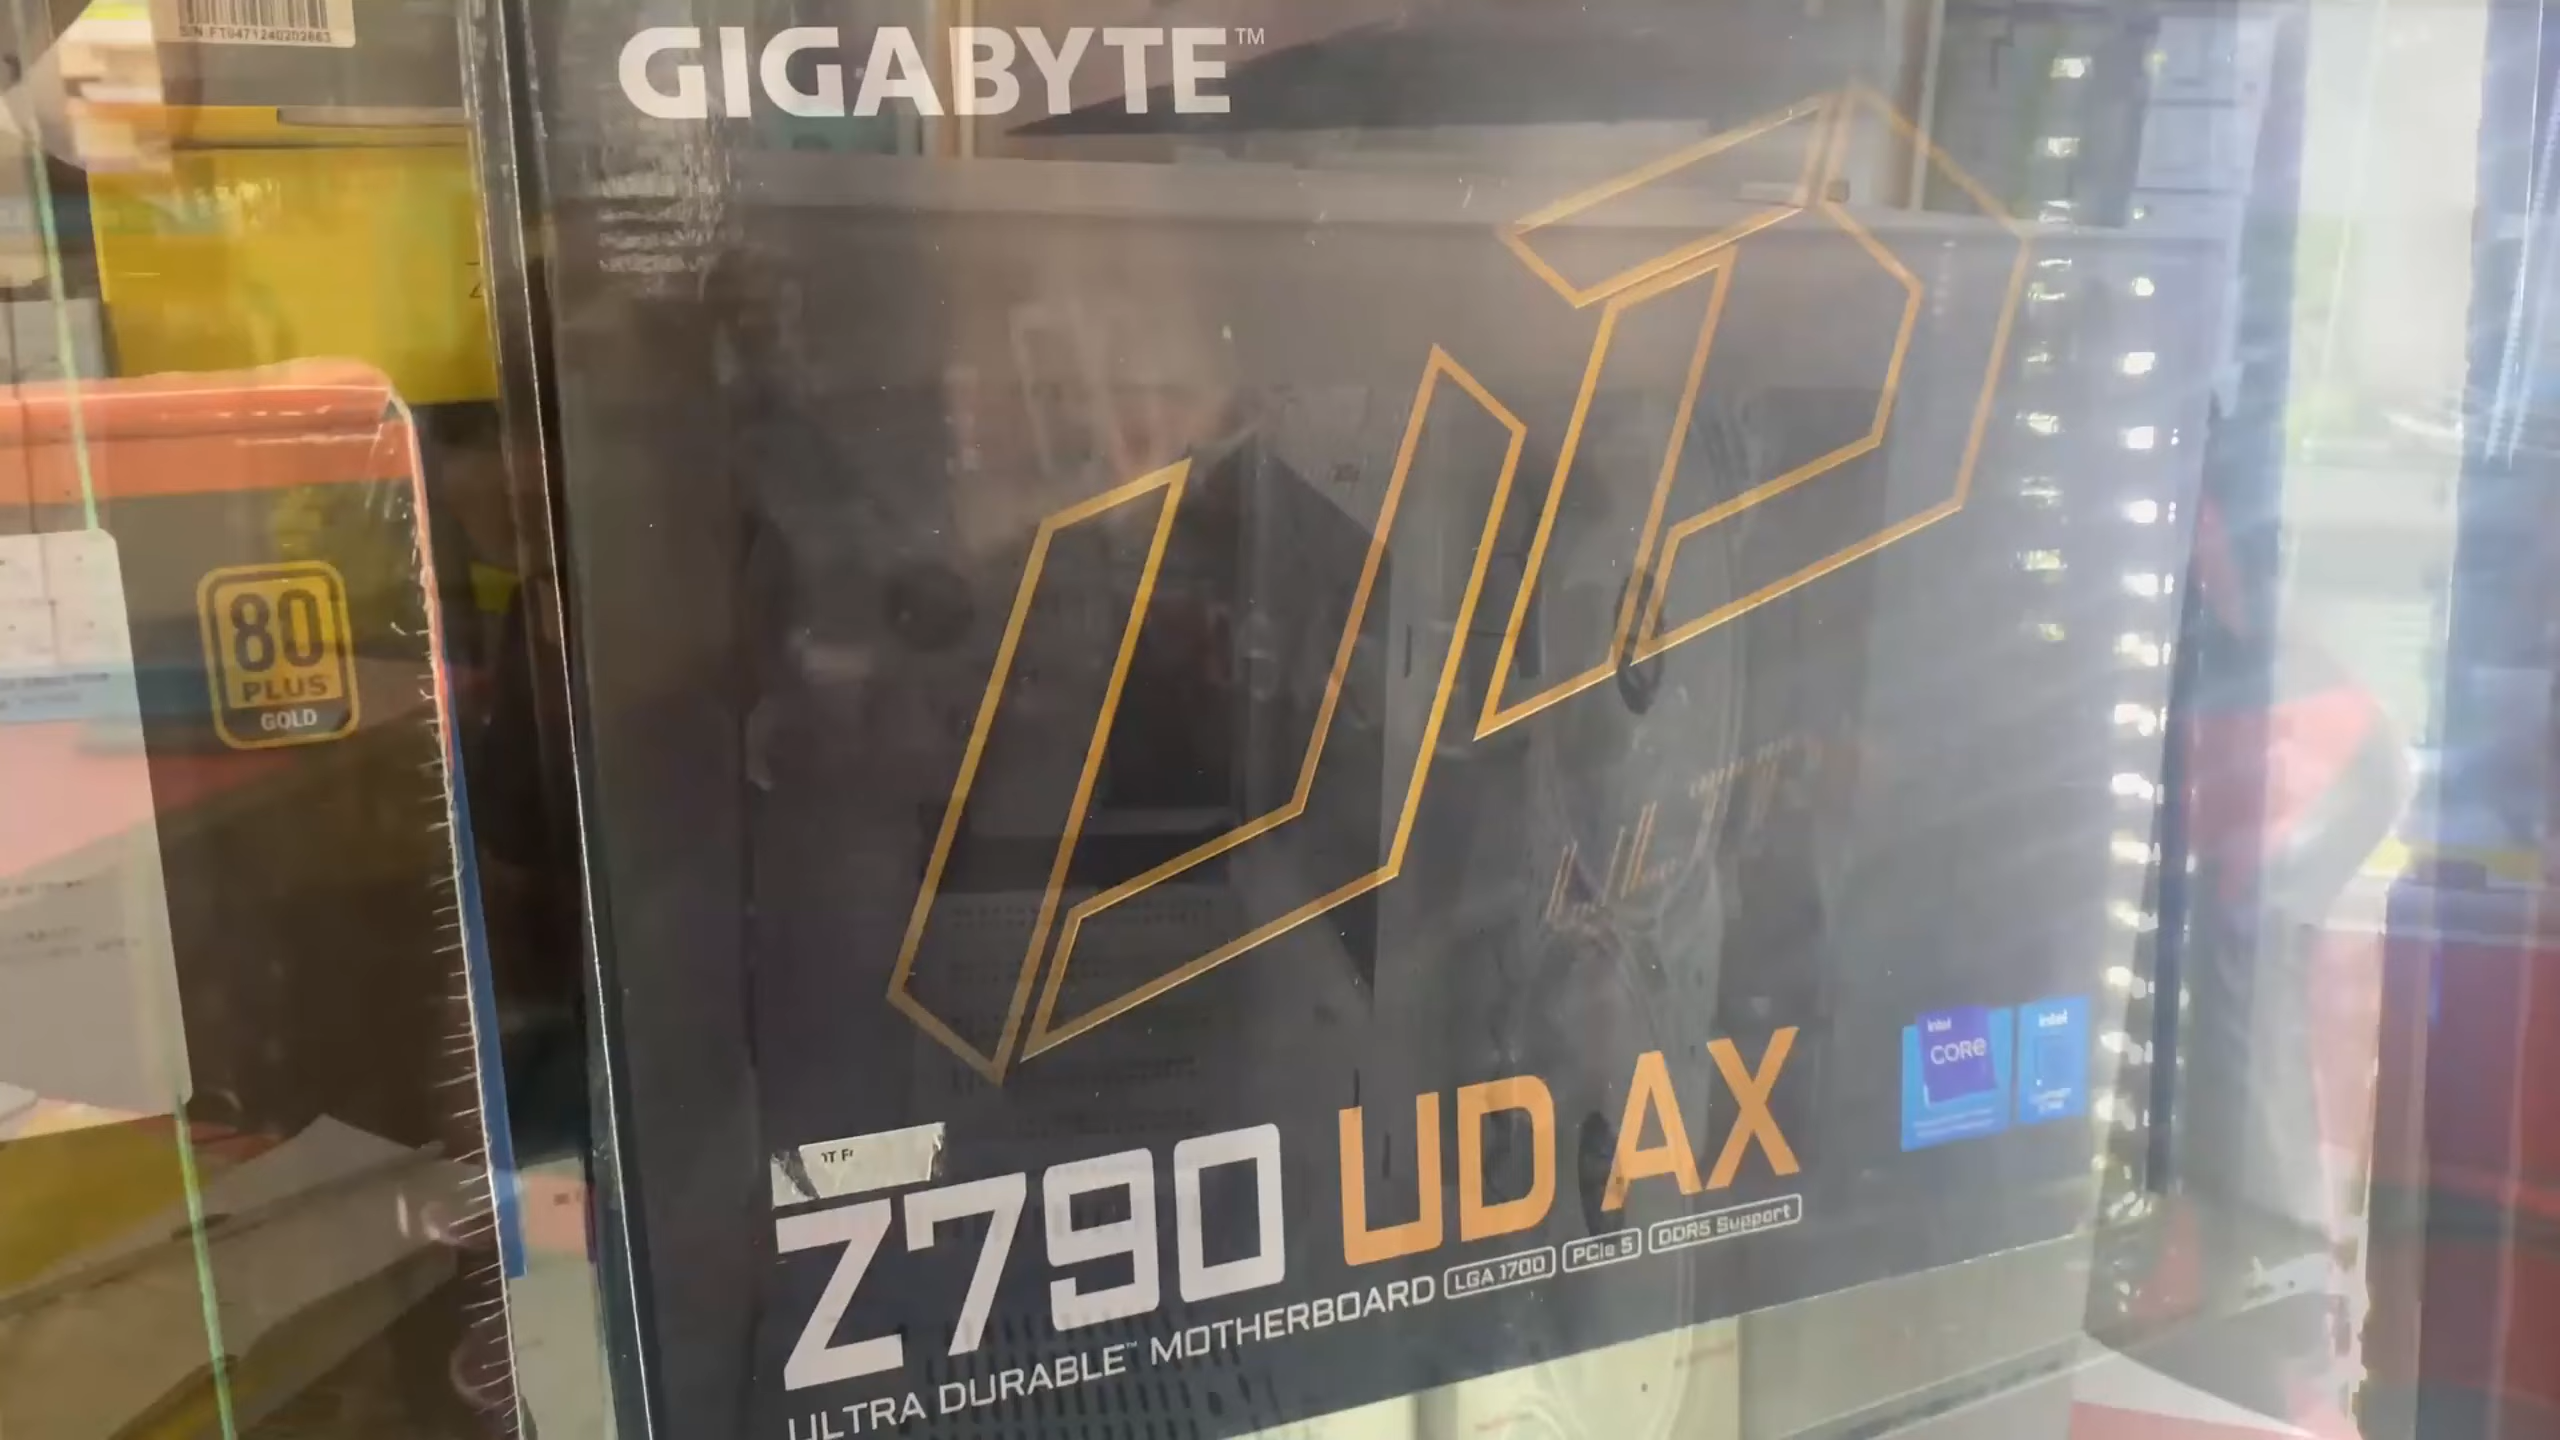 S/N:FT0471240202663
GIGABYTE™
80
PLUS
GOLD
intel
CORE
intel
Z790 UD AX
ULTRA DURABLE™ MOTHERBOARD LGA 1700 PCIe 5 DDR5 Support